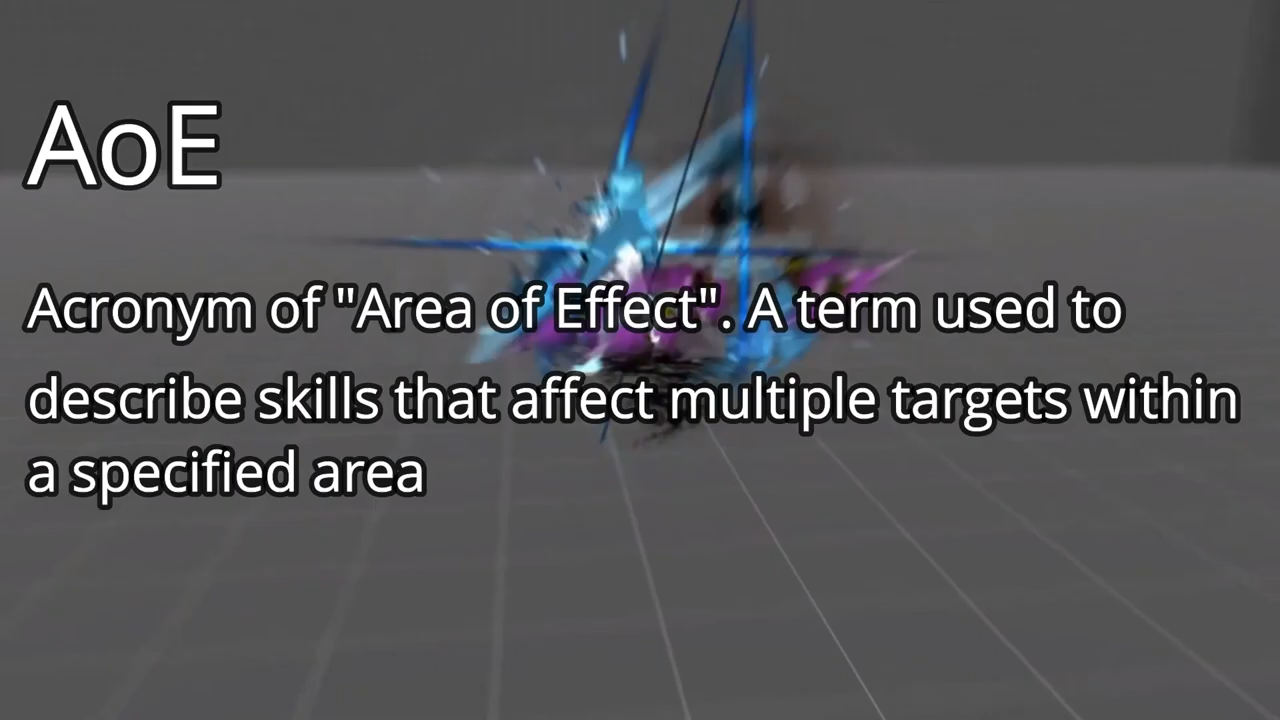 AoE
Acronym of "Area of Effect". A term used to
describe skills that affect multiple targets within
a specified area